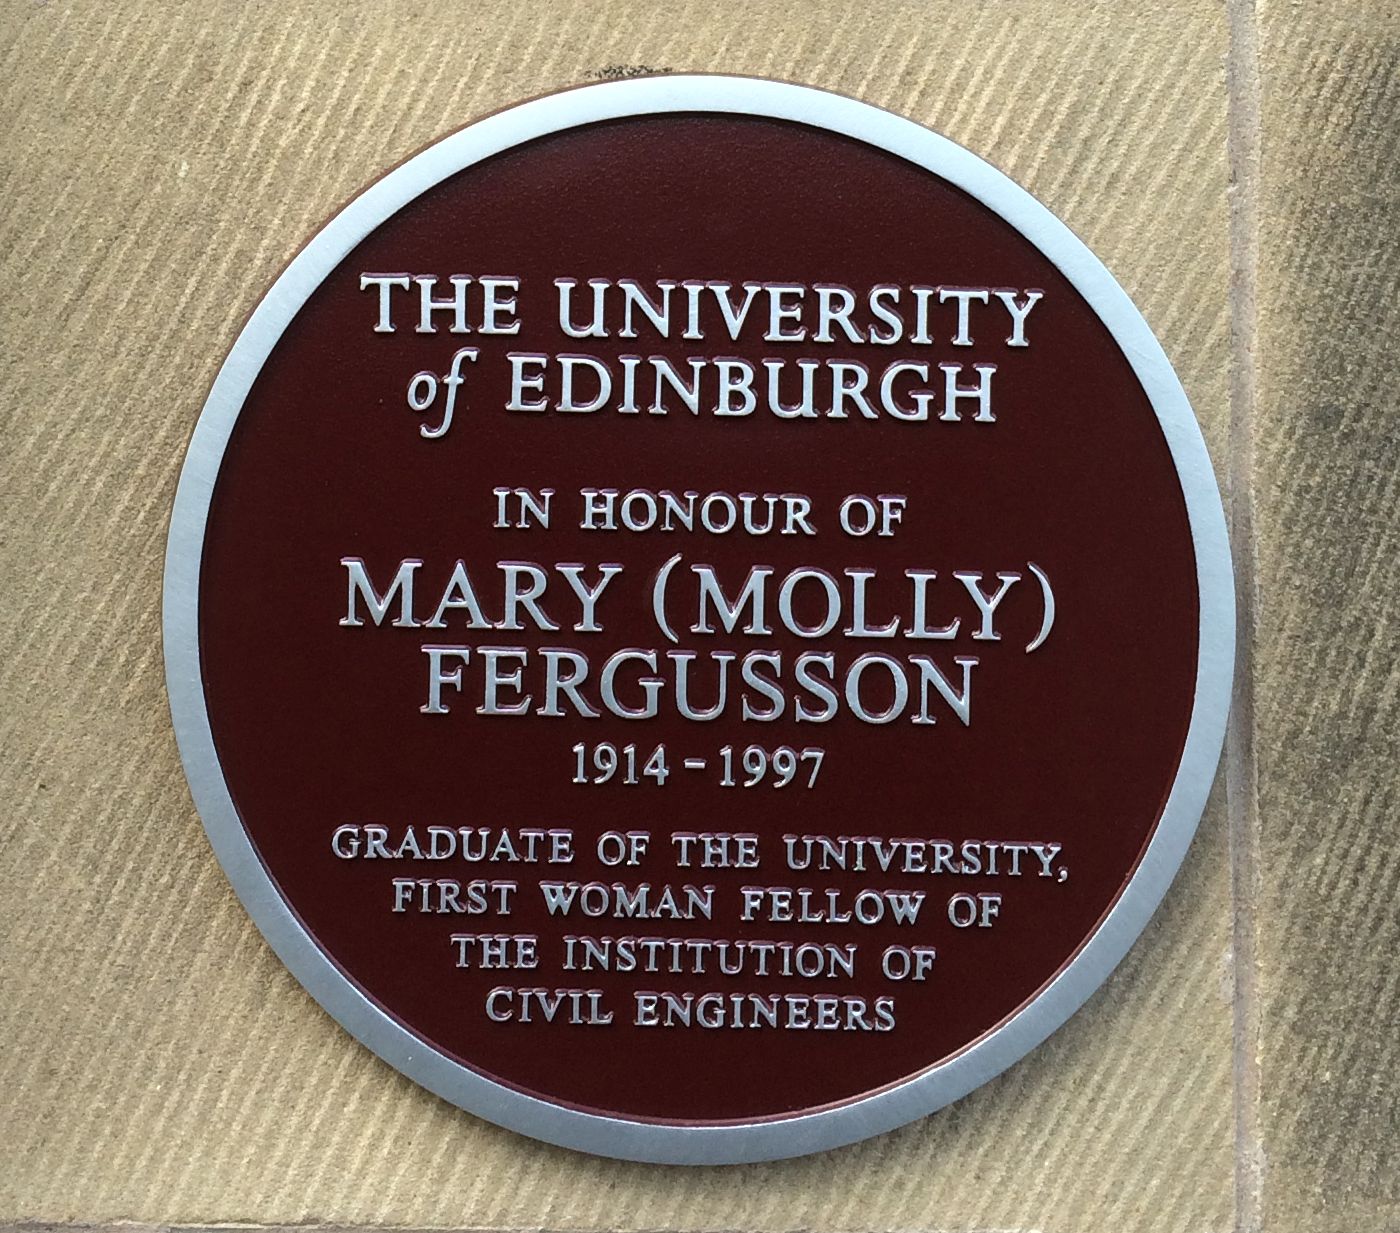 THE UNIVERSITY
of EDINBURGH
IN HONOUR OF
MARY (MOLLY)
FERGUSSON
1914 - 1997
GRADUATE OF THE UNIVERSITY,
FIRST WOMAN FELLOW OF
THE INSTITUTION OF
CIVIL ENGINEERS